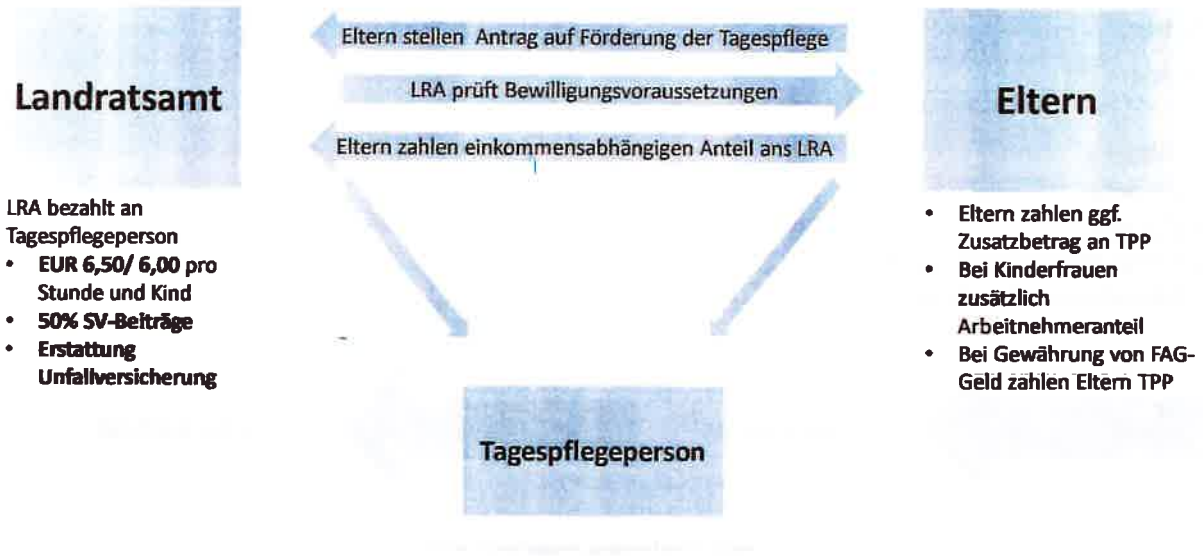 Eltern stellen Antrag auf Förderung der Tagespflege
Landratsamt
LRA prüft Bewilligungsvoraussetzungen
Eltern
Eltern zahlen einkommensabhängigen Anteil ans LRA
LRA bezahlt an
Tagespflegeperson
• EUR 6,50/ 6,00 pro
Stunde und Kind
• 50% SV-Beiträge
• Erstattung
Unfallversicherung
• Eltern zahlen ggf.
Zusatzbetrag an TPP
• Bei Kinderfrauen
zusätzlich
Arbeitnehmeranteil
• Bei Gewährung von FAG-
Geld zahlen Eltern TPP
Tagespflegeperson